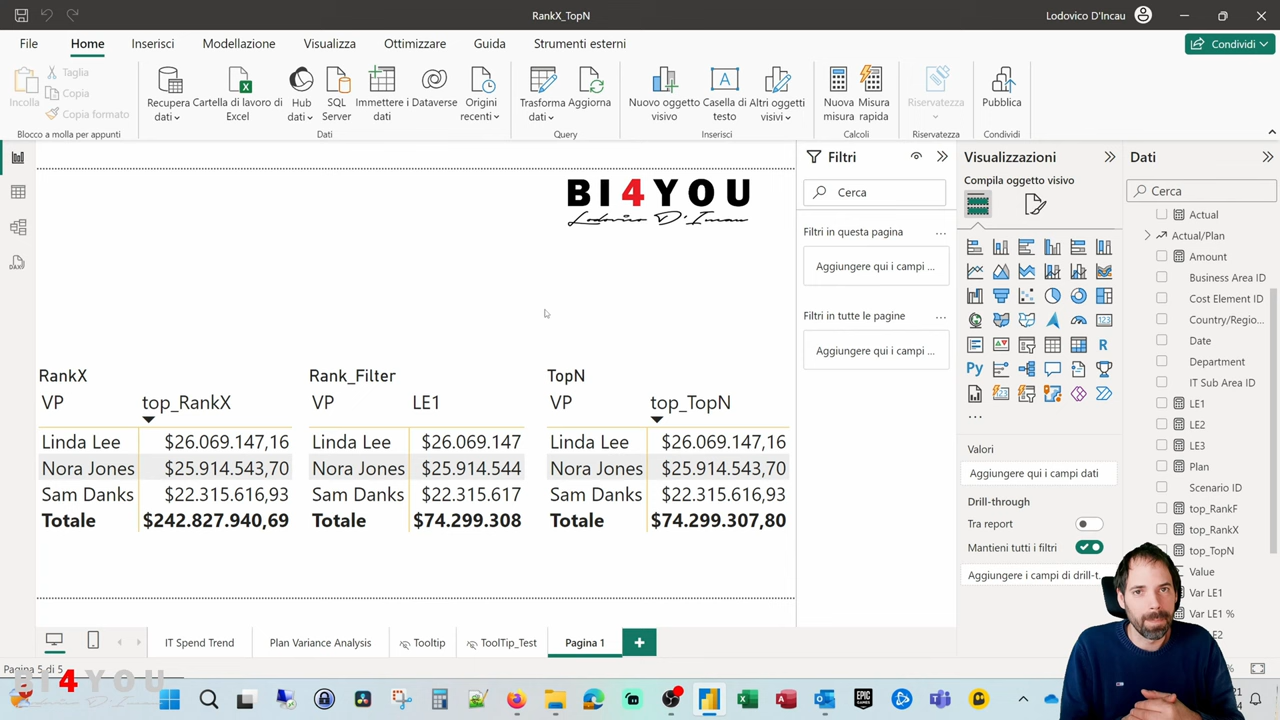 RankX_TopN
Lodovico D'Incau
File
Home
Inserisci
Modellazione
Visualizza
Ottimizzare
Guida
Strumenti esterni
Condividi
Incolla
Taglia
Copia
Copia formato
Blocco a molla per appunti
Recupera dati
Cartella di lavoro di Excel
Hub dati
SQL Server
Immettere i dati
Dataverse
Origini recenti
Dati
Trasforma dati
Aggiorna
Query
Nuovo oggetto visivo
Casella di testo
Altri oggetti visivi
Inserisci
Nuova misura
Misura rapida
Calcoli
Riservatezza
Riservatezza
Pubblica
Condividi
BI4YOU
Lodovico D'Incau
RankX
VP top_RankX
Linda Lee $26.069.147,16
Nora Jones $25.914.543,70
Sam Danks $22.315.616,93
Totale $242.827.940,69
Rank_Filter
VP LE1
Linda Lee $26.069.147
Nora Jones $25.914.544
Sam Danks $22.315.617
Totale $74.299.308
TopN
VP top_TopN
Linda Lee $26.069.147,16
Nora Jones $25.914.543,70
Sam Danks $22.315.616,93
Totale $74.299.307,80
Filtri
Cerca
Filtri in questa pagina ...
Aggiungere qui i campi ...
Filtri in tutte le pagine ...
Aggiungere qui i campi ...
Visualizzazioni
Compila oggetto visivo
R
Py
123
...
Valori
Aggiungere qui i campi dati
Drill-through
Tra report
Mantieni tutti i filtri
Aggiungere i campi di drill-t...
Dati
Cerca
Actual
Actual/Plan
Amount
Business Area ID
Cost Element ID
Country/Regio...
Date
Department
IT Sub Area ID
LE1
LE2
LE3
Plan
Scenario ID
top_RankF
top_RankX
top_TopN
Value
Var LE1
Var LE1 %
IT Spend Trend
Plan Variance Analysis
Tooltip
ToolTip_Test
Pagina 1
Pagina 5 di 5
BI4YOU
Lodovico D'Incau
EPIC GAMES